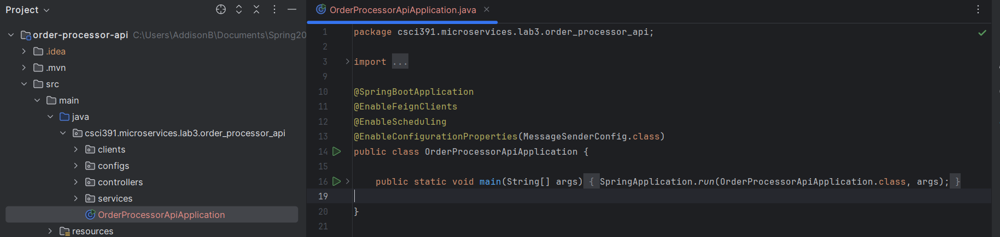 Project
order-processor-api C:\Users\AddisonB\Documents\Spring20
.idea
.mvn
src
main
java
csci391.microservices.lab3.order_processor_api
clients
configs
controllers
services
OrderProcessorApiApplication
resources
OrderProcessorApiApplication.java
1 package csci391.microservices.lab3.order_processor_api;
2
3 import ...
9
10 @SpringBootApplication
11 @EnableFeignClients
12 @EnableScheduling
13 @EnableConfigurationProperties(MessageSenderConfig.class)
14 public class OrderProcessorApiApplication {
15
16 public static void main(String[] args) { SpringApplication.run(OrderProcessorApiApplication.class, args); }
19
20 }
21